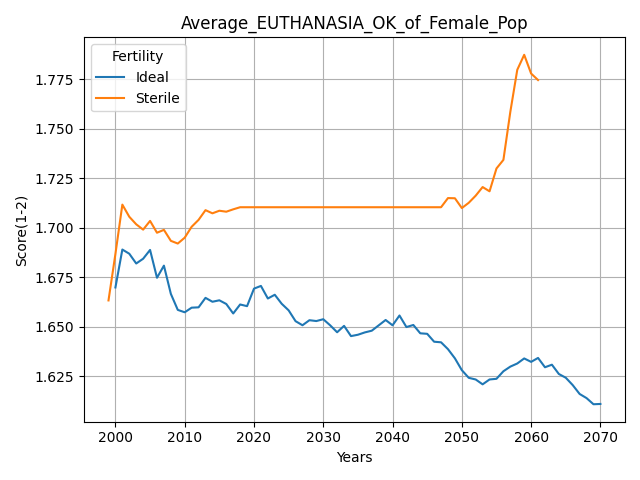 Average_EUTHANASIA_OK_of_Female_Pop
Fertility
Ideal
Sterile
Score(1-2)
1.775
1.750
1.725
1.700
1.675
1.650
1.625
2000 2010 2020 2030 2040 2050 2060 2070
Years